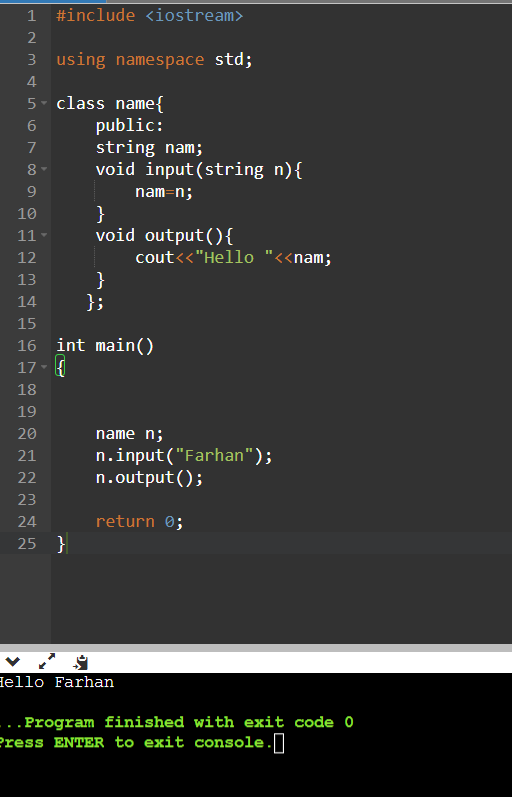 1 #include <iostream>
2
3 using namespace std;
4
5 class name{
6     public:
7     string nam;
8     void input(string n){
9         nam=n;
10     }
11     void output(){
12         cout<<"Hello "<<nam;
13     }
14    };
15
16 int main()
17 {
18
19
20     name n;
21     n.input("Farhan");
22     n.output();
23
24     return 0;
25 }
Hello Farhan
...Program finished with exit code 0
Press ENTER to exit console.